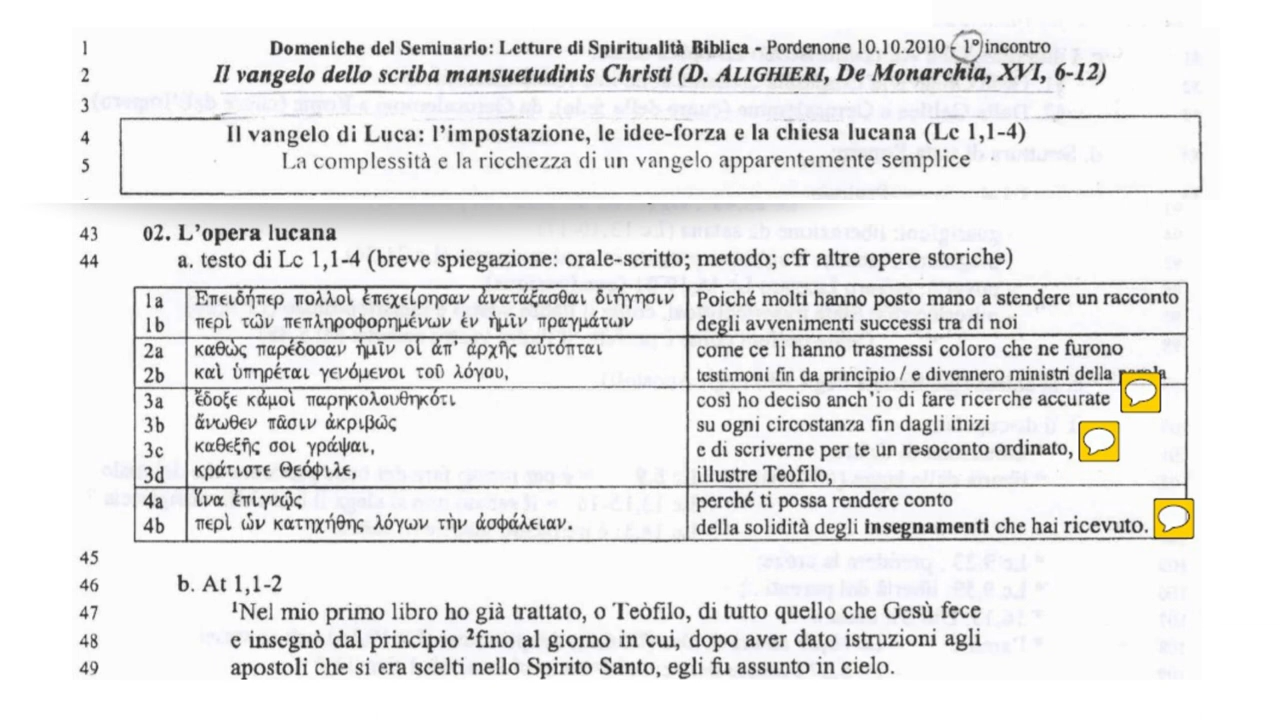 1 Domeniche del Seminario: Letture di Spiritualità Biblica - Pordenone 10.10.2010 - 1° incontro
2 Il vangelo dello scriba mansuetudinis Christi (D. ALIGHIERI, De Monarchia, XVI, 6-12)
3
4 Il vangelo di Luca: l'impostazione, le idee-forza e la chiesa lucana (Lc 1,1-4)
5 La complessità e la ricchezza di un vangelo apparentemente semplice
43 02. L'opera lucana
44 a. testo di Lc 1,1-4 (breve spiegazione: orale-scritto; metodo; cfr altre opere storiche)
1a Ἐπειδήπερ πολλοὶ ἐπεχείρησαν ἀνατάξασθαι διήγησιν Poiché molti hanno posto mano a stendere un racconto
1b περὶ τῶν πεπληροφορημένων ἐν ἡμῖν πραγμάτων degli avvenimenti successi tra di noi
2a καθὼς παρέδοσαν ἡμῖν οἱ ἀπ' ἀρχῆς αὐτόπται come ce li hanno trasmessi coloro che ne furono
2b καὶ ὑπηρέται γενόμενοι τοῦ λόγου, testimoni fin da principio / e divennero ministri della parola
3a ἔδοξε κἀμοὶ παρηκολουθηκότι così ho deciso anch'io di fare ricerche accurate
3b ἄνωθεν πᾶσιν ἀκριβῶς su ogni circostanza fin dagli inizi
3c καθεξῆς σοι γράψαι, e di scriverne per te un resoconto ordinato,
3d κράτιστε Θεόφιλε, illustre Teòfilo,
4a ἵνα ἐπιγνῷς perché ti possa rendere conto
4b περὶ ὧν κατηχήθης λόγων τὴν ἀσφάλειαν. della solidità degli insegnamenti che hai ricevuto.
45
46 b. At 1,1-2
47 ¹Nel mio primo libro ho già trattato, o Teòfilo, di tutto quello che Gesù fece
48 e insegnò dal principio ²fino al giorno in cui, dopo aver dato istruzioni agli
49 apostoli che si era scelti nello Spirito Santo, egli fu assunto in cielo.